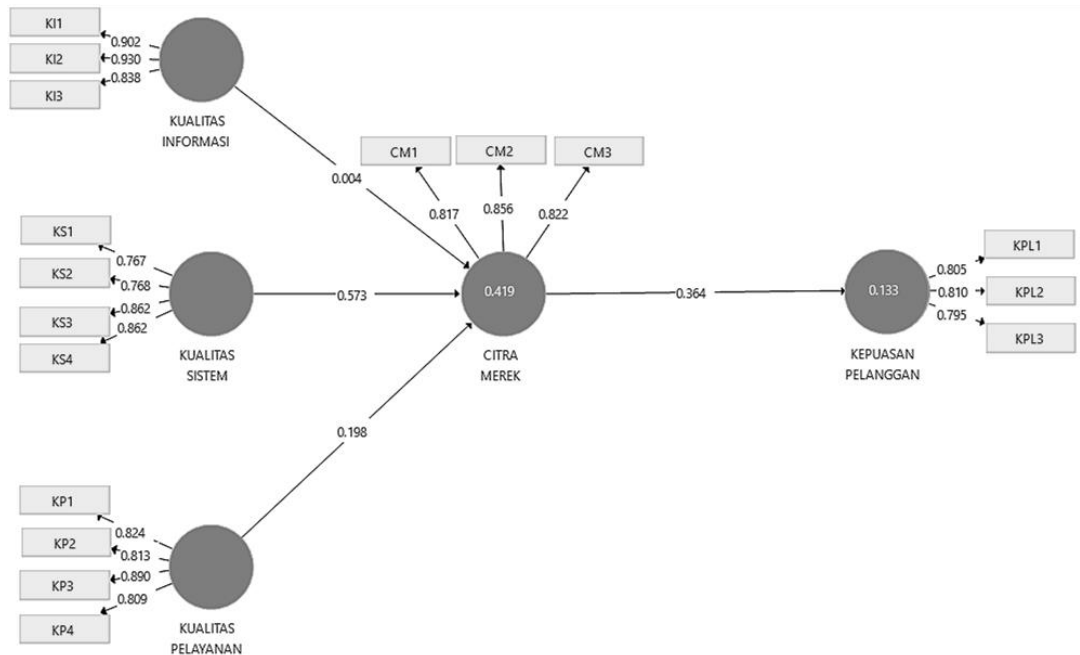 KI1
0.902
KI2
0.930
KI3
0.838
KUALITAS
INFORMASI
0.004
CM1
CM2
CM3
0.817
0.856
0.822
KS1
0.767
KS2
0.768
KS3
0.862
KS4
0.862
KUALITAS
SISTEM
0.573
0.419
CITRA
MEREK
0.364
0.133
KEPUASAN
PELANGGAN
KPL1
0.805
KPL2
0.810
KPL3
0.795
0.198
KP1
0.824
KP2
0.813
KP3
0.890
KP4
0.809
KUALITAS
PELAYANAN